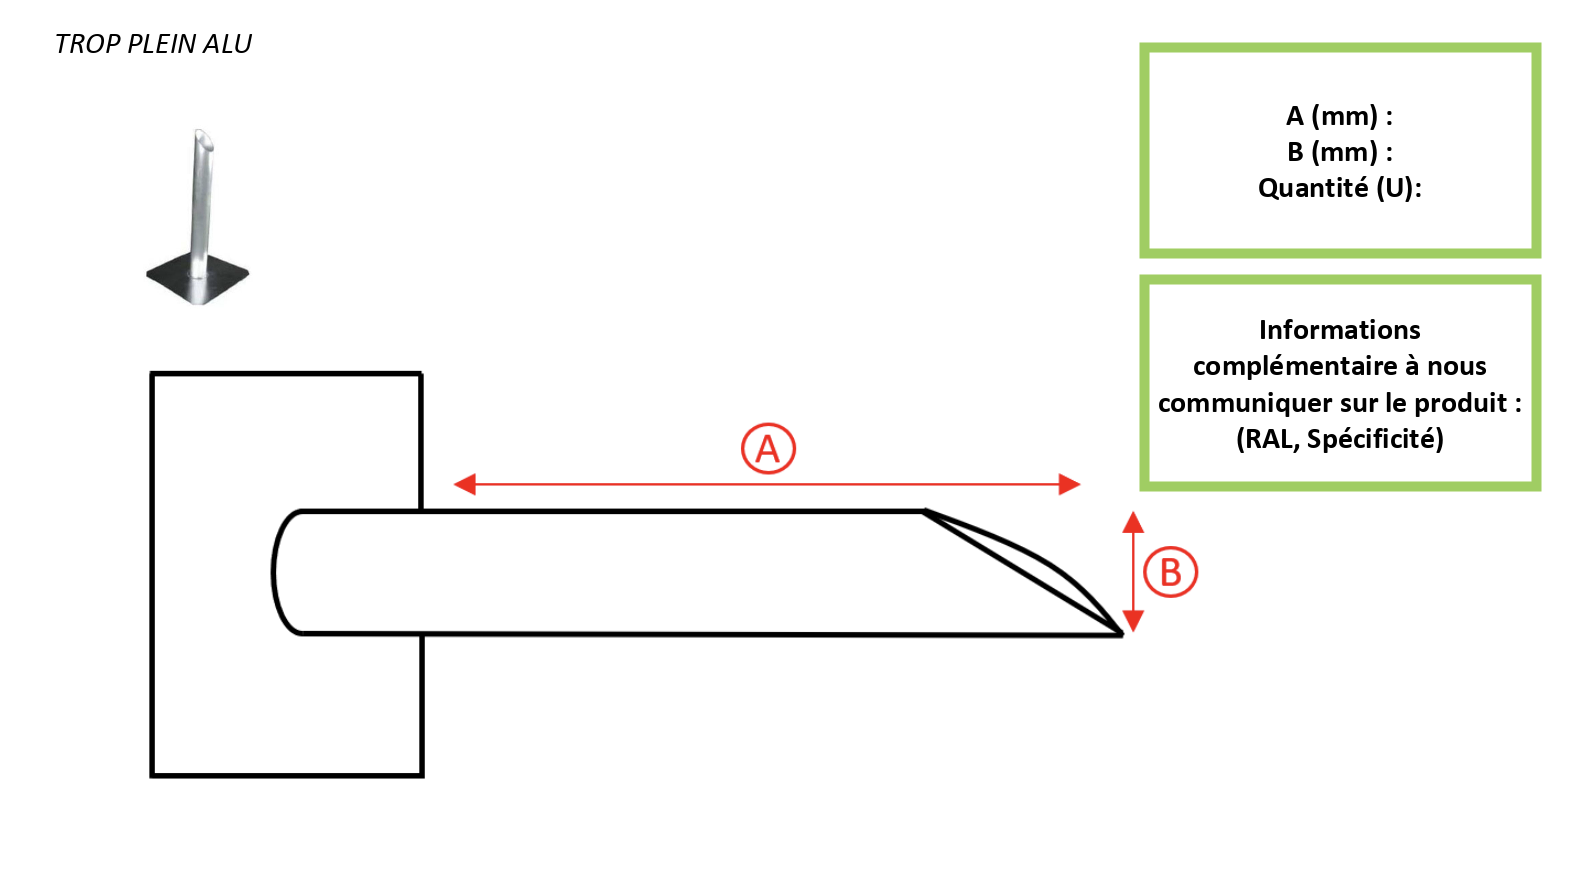 TROP PLEIN ALU
A (mm) :
B (mm) :
Quantité (U):
Informations
complémentaire à nous
communiquer sur le produit :
(RAL, Spécificité)
A
B